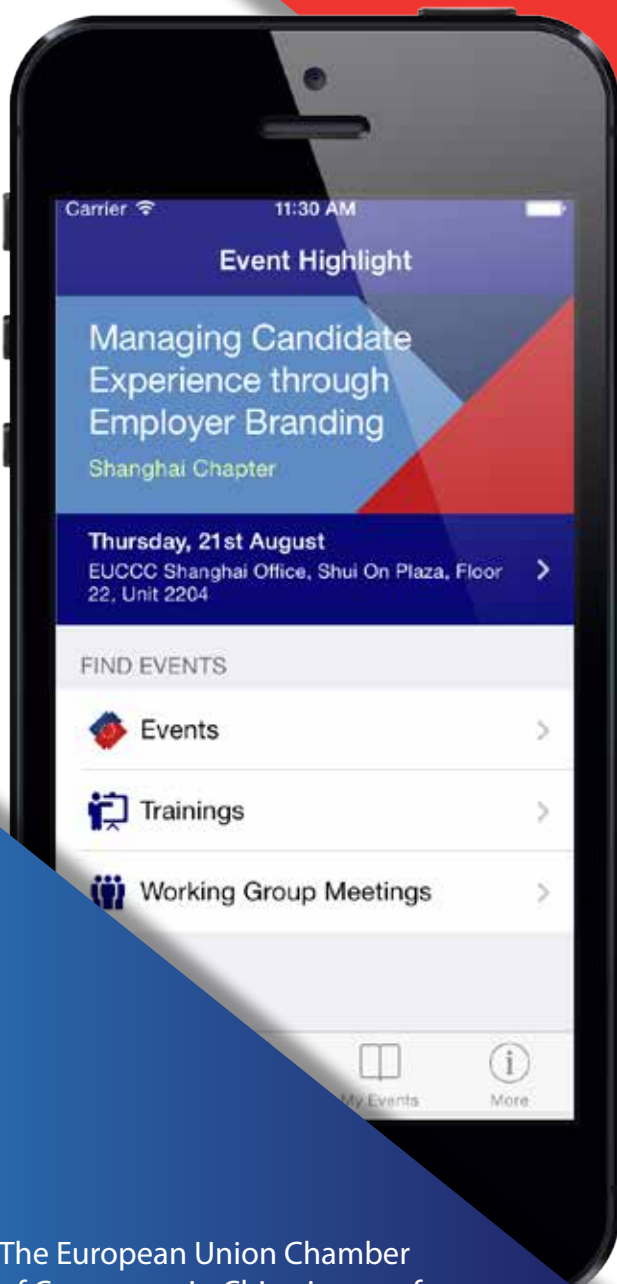 Carrier 11:30 AM
Event Highlight
Managing Candidate
Experience through
Employer Branding
Shanghai Chapter
Thursday, 21st August
EUCCC Shanghai Office, Shui On Plaza, Floor
22, Unit 2204
FIND EVENTS
Events
Trainings
Working Group Meetings
My Events More
The European Union Chamber